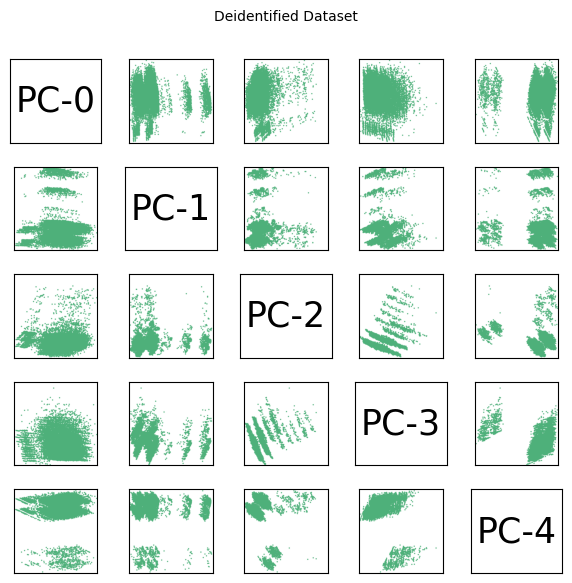 Deidentified Dataset
PC-0
PC-1
PC-2
PC-3
PC-4